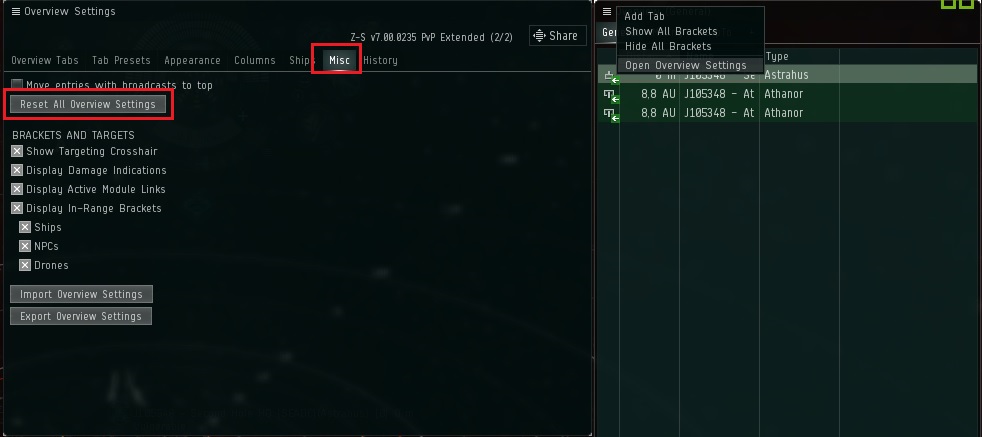 Overview Settings
Z-S v7.00.0235 PvP Extended (2/2)
Share
Overview Tabs
Tab Presets
Appearance
Columns
Ships
Misc
History
Move entries with broadcasts to top
Reset All Overview Settings
BRACKETS AND TARGETS
Show Targeting Crosshair
Display Damage Indications
Display Active Module Links
Display In-Range Brackets
Ships
NPCs
Drones
Import Overview Settings
Export Overview Settings
Add Tab
Show All Brackets
Hide All Brackets
Open Overview Settings
Type
Astrahus
8,8 AU J105348 - At Athanor
8,8 AU J105348 - At Athanor